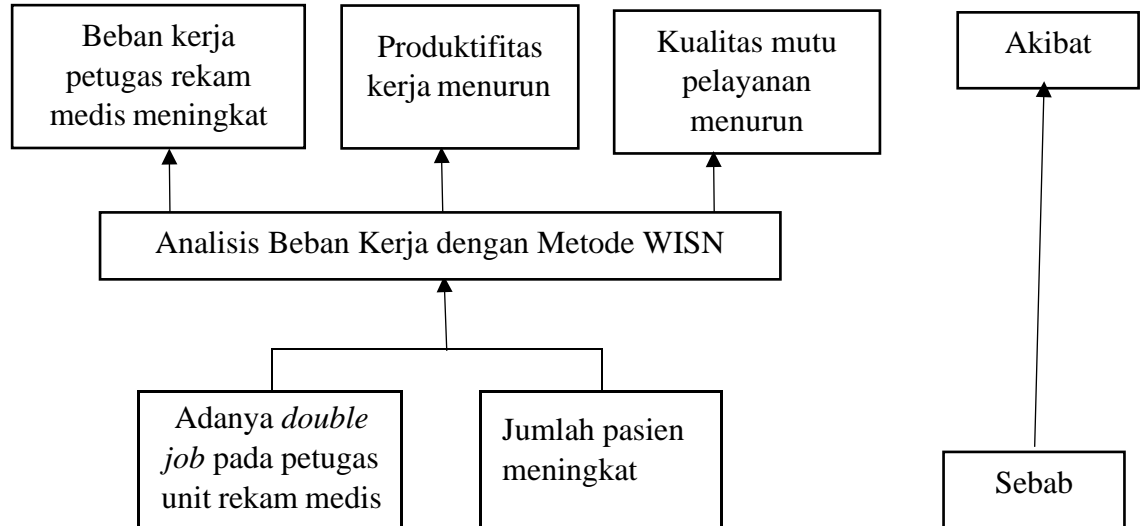 Beban kerja
petugas rekam
medis meningkat
Produktifitas
kerja menurun
Kualitas mutu
pelayanan
menurun
Akibat
Analisis Beban Kerja dengan Metode WISN
Adanya double
job pada petugas
unit rekam medis
Jumlah pasien
meningkat
Sebab